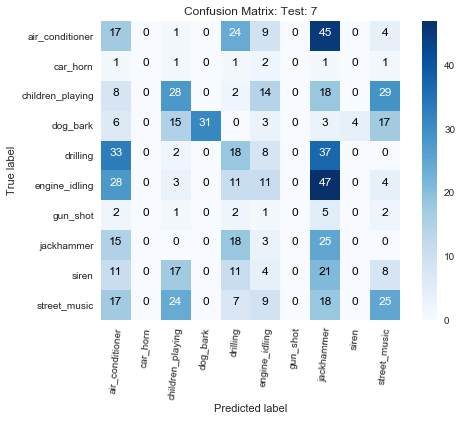 Confusion Matrix: Test: 7
True label
air_conditioner 17 0 1 0 24 9 0 45 0 4
car_horn 1 1 1 0 1 2 0 1 0 1
children_playing 8 0 28 0 2 14 0 18 0 29
dog_bark 6 0 15 31 0 3 0 3 4 17
drilling 33 0 2 0 18 8 0 37 0 0
engine_idling 28 0 3 0 11 11 0 47 0 4
gun_shot 2 0 1 0 2 1 0 5 0 2
jackhammer 15 0 0 0 18 3 0 25 0 0
siren 11 0 17 0 11 4 0 21 0 8
street_music 17 0 24 0 7 9 0 18 0 25
air_conditioner
car_horn
children_playing
dog_bark
drilling
engine_idling
gun_shot
jackhammer
siren
street_music
Predicted label
40
30
20
10
0